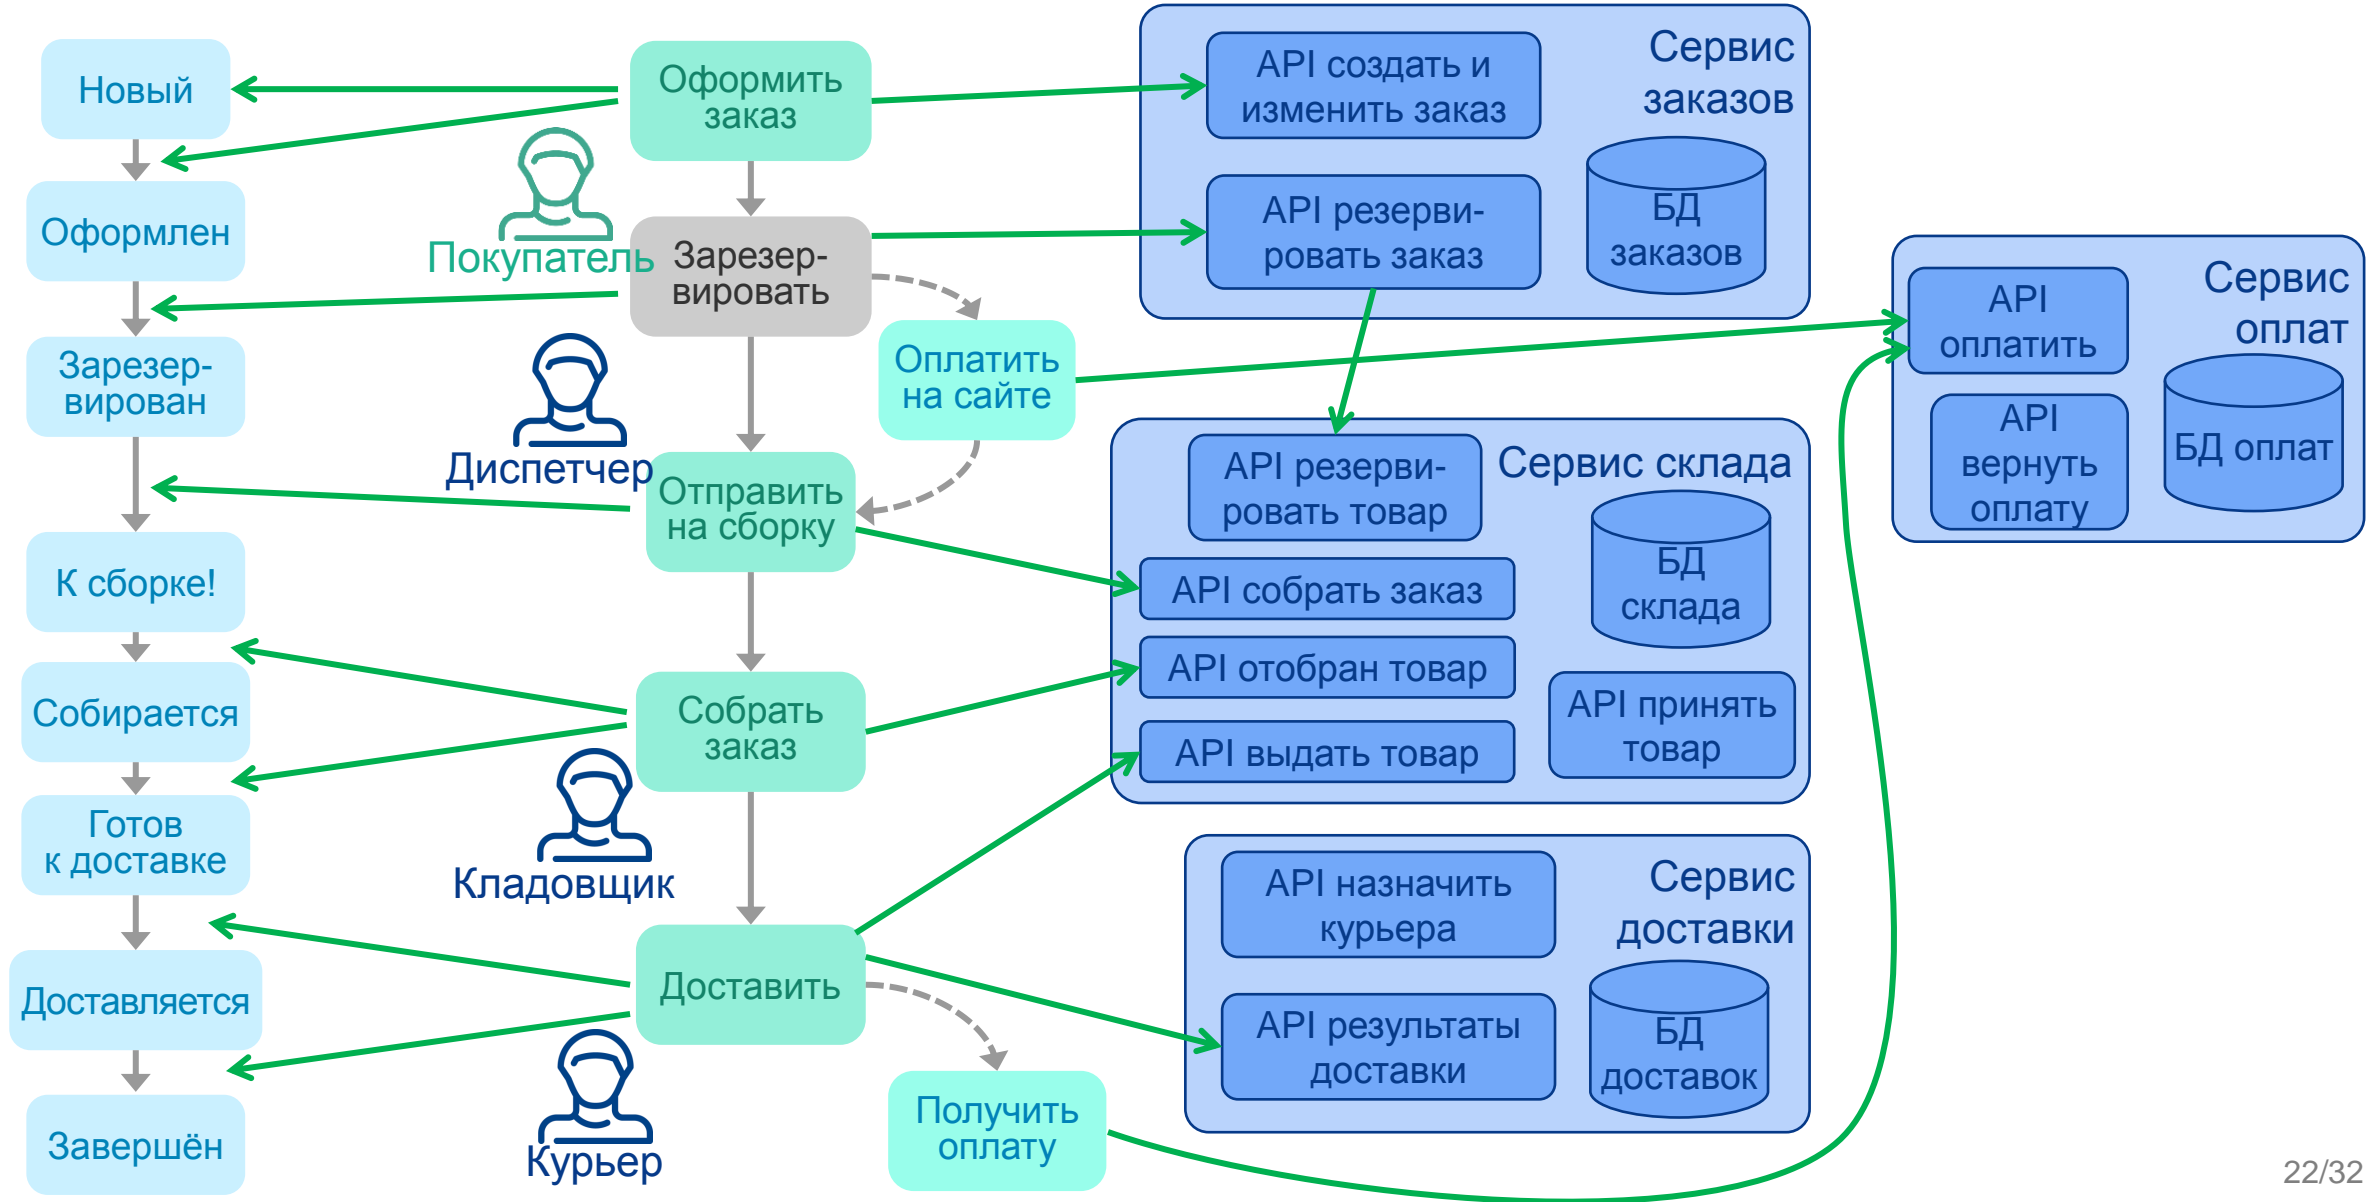 Новый
Оформлен
Зарезер-
вирован
К сборке!
Собирается
Готов
к доставке
Доставляется
Завершён
Оформить
заказ
Покупатель
Зарезер-
вировать
Оплатить
на сайте
Диспетчер
Отправить
на сборку
Собрать
заказ
Кладовщик
Доставить
Курьер
Получить
оплату
Сервис
заказов
API создать и
изменить заказ
API резерви-
ровать заказ
БД
заказов
Сервис
оплат
API
оплатить
API
вернуть
оплату
БД оплат
Сервис склада
API резерви-
ровать товар
API собрать заказ
API отобран товар
API выдать товар
БД
склада
API принять
товар
Сервис
доставки
API назначить
курьера
API результаты
доставки
БД
доставок
22/32